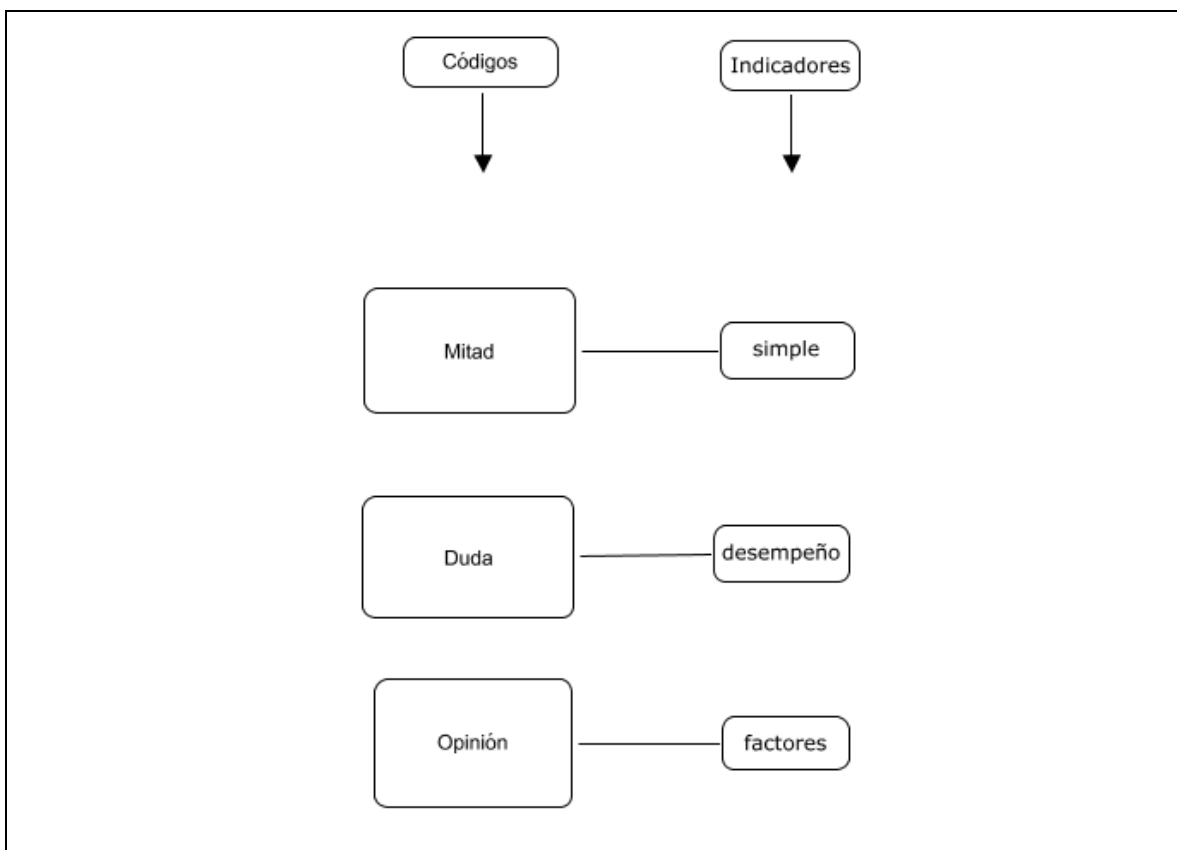 Códigos
Indicadores
Mitad
simple
Duda
desempeño
Opinión
factores